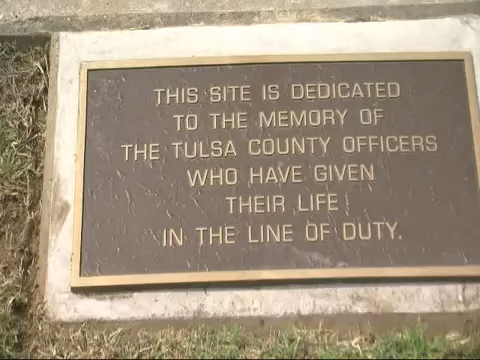 THIS SITE IS DEDICATED
TO THE MEMORY OF
THE TULSA COUNTY OFFICERS
WHO HAVE GIVEN
THEIR LIFE
IN THE LINE OF DUTY.